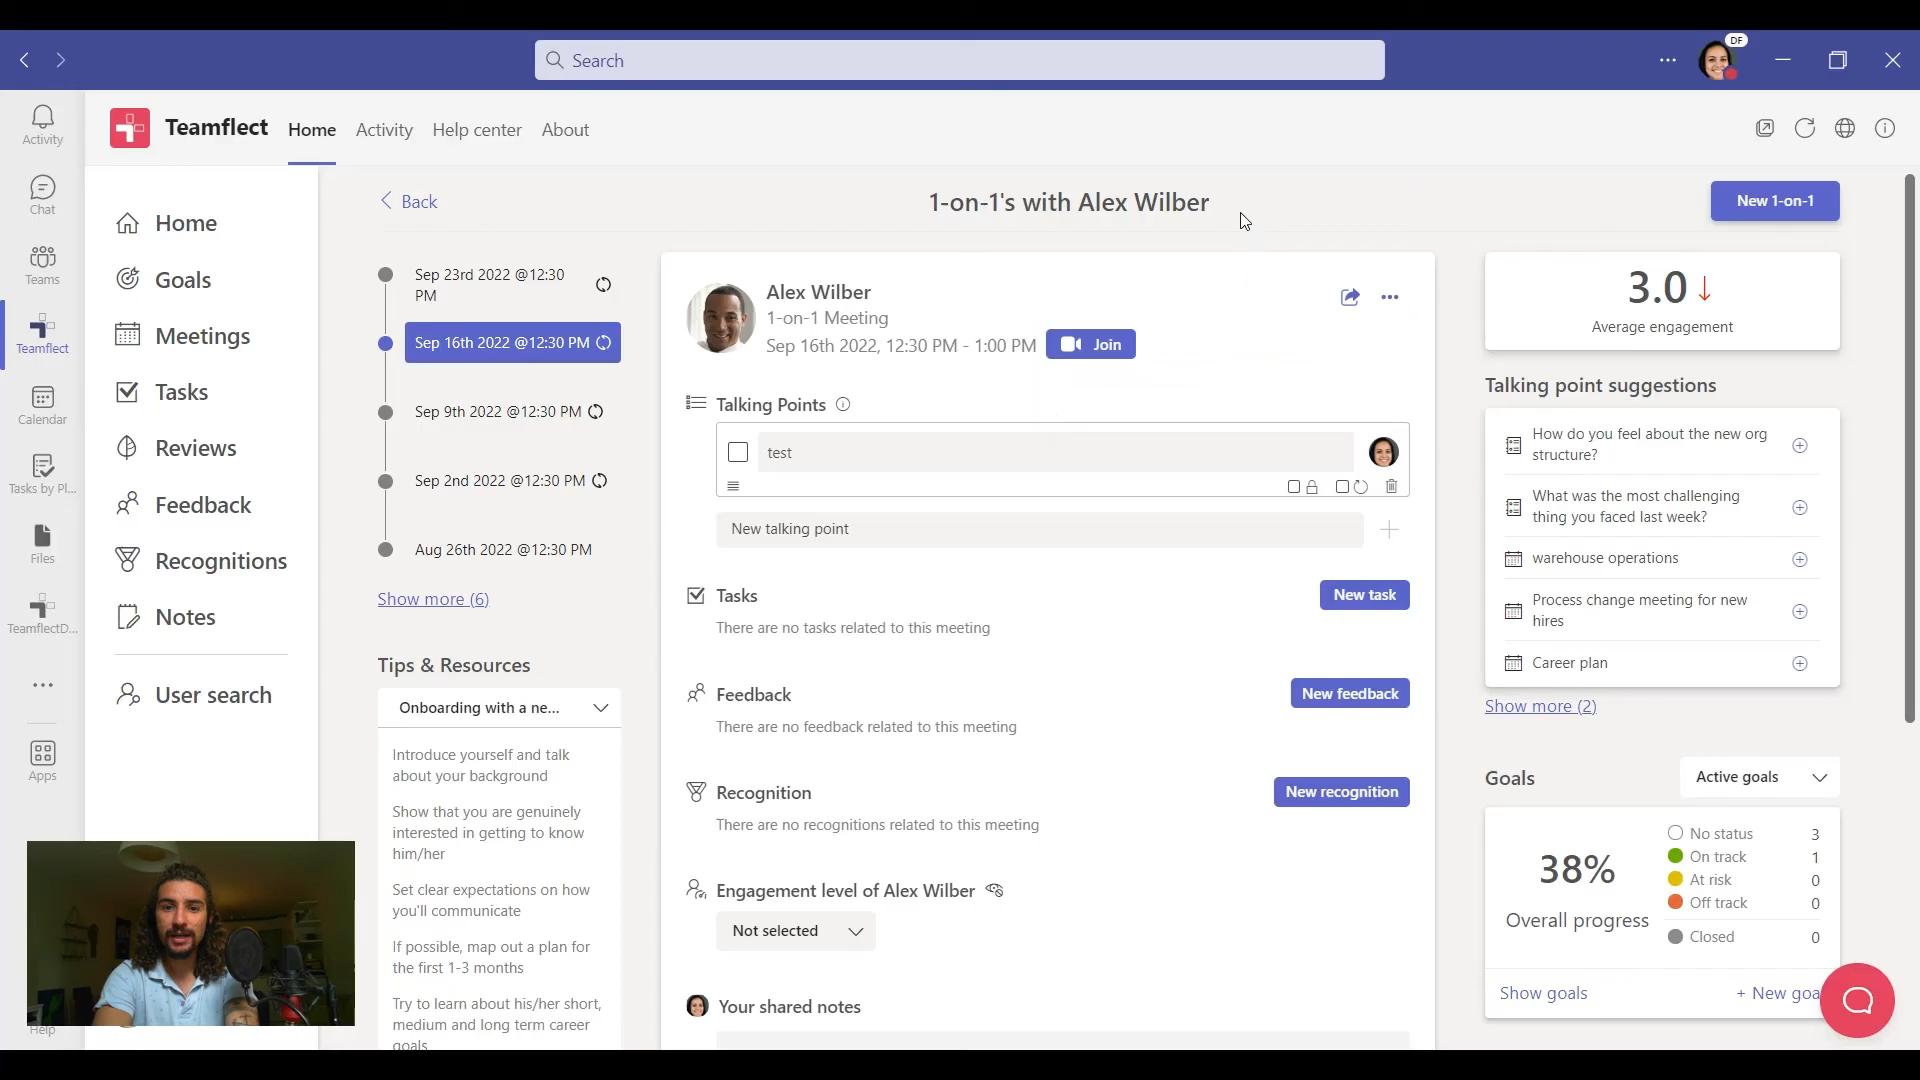 Search
DF
Activity
Chat
Teams
Teamflect
Calendar
Tasks by Pl...
Files
TeamflectD...
Apps
Help
Teamflect
Home
Activity
Help center
About
Home
Goals
Meetings
Tasks
Reviews
Feedback
Recognitions
Notes
User search
Back
1-on-1's with Alex Wilber
New 1-on-1
Sep 23rd 2022 @12:30
PM
Sep 16th 2022 @12:30 PM
Sep 9th 2022 @12:30 PM
Sep 2nd 2022 @12:30 PM
Aug 26th 2022 @12:30 PM
Show more (6)
Tips & Resources
Onboarding with a ne...
Introduce yourself and talk
about your background
Show that you are genuinely
interested in getting to know
him/her
Set clear expectations on how
you'll communicate
If possible, map out a plan for
the first 1-3 months
Try to learn about his/her short,
medium and long term career
goals
Alex Wilber
1-on-1 Meeting
Sep 16th 2022, 12:30 PM - 1:00 PM
Join
Talking Points
test
New talking point
Tasks
New task
There are no tasks related to this meeting
Feedback
New feedback
There are no feedback related to this meeting
Recognition
New recognition
There are no recognitions related to this meeting
Engagement level of Alex Wilber
Not selected
Your shared notes
3.0
Average engagement
Talking point suggestions
How do you feel about the new org
structure?
What was the most challenging
thing you faced last week?
warehouse operations
Process change meeting for new
hires
Career plan
Show more (2)
Goals
Active goals
38%
Overall progress
No status 3
On track 1
At risk 0
Off track 0
Closed 0
Show goals
+ New goa